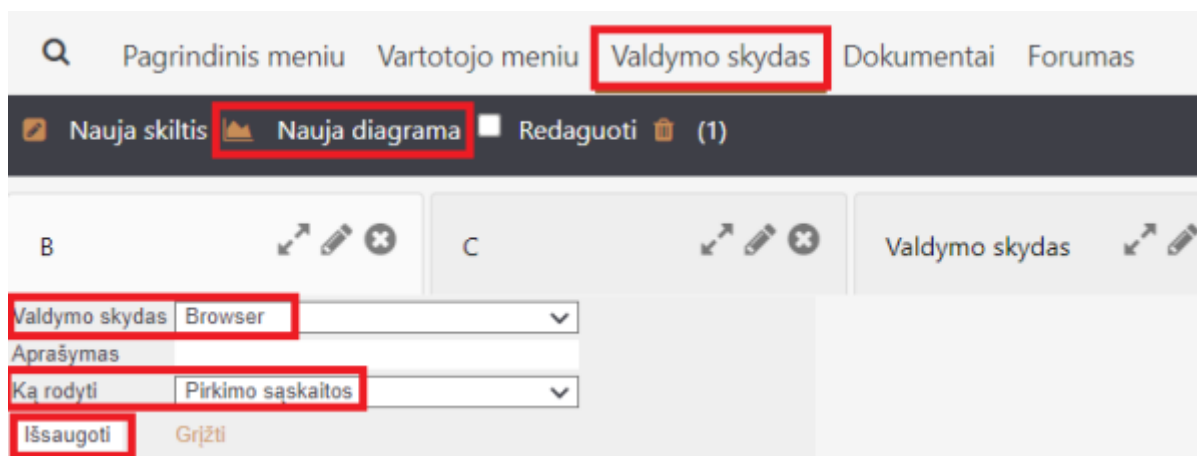 Pagrindinis meniu Vartotojo meniu Valdymo skydas Dokumentai Forumas
Nauja skiltis Nauja diagrama Redaguoti (1)
B C Valdymo skydas
Valdymo skydas Browser
Aprašymas
Ką rodyti Pirkimo sąskaitos
Išsaugoti Grįžti